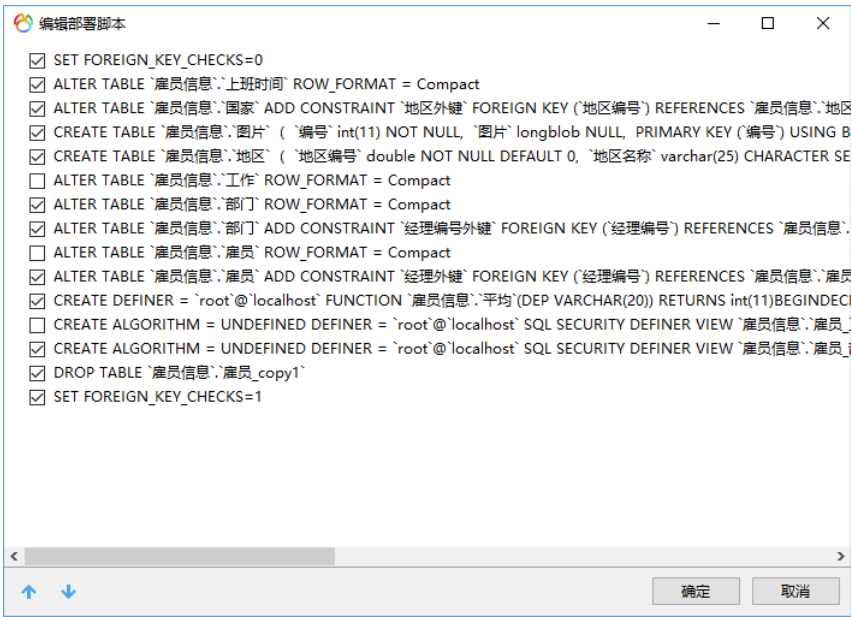 编辑部署脚本
SET FOREIGN_KEY_CHECKS=0
ALTER TABLE `雇员信息`.`上班时间` ROW_FORMAT = Compact
ALTER TABLE `雇员信息`.`国家` ADD CONSTRAINT `地区外键` FOREIGN KEY (`地区编号`) REFERENCES `雇员信息`.`地区
CREATE TABLE `雇员信息`.`图片` ( `编号` int(11) NOT NULL, `图片` longblob NULL, PRIMARY KEY (`编号`) USING B
CREATE TABLE `雇员信息`.`地区` ( `地区编号` double NOT NULL DEFAULT 0, `地区名称` varchar(25) CHARACTER SE
ALTER TABLE `雇员信息`.`工作` ROW_FORMAT = Compact
ALTER TABLE `雇员信息`.`部门` ROW_FORMAT = Compact
ALTER TABLE `雇员信息`.`部门` ADD CONSTRAINT `经理编号外键` FOREIGN KEY (`经理编号`) REFERENCES `雇员信息`.
ALTER TABLE `雇员信息`.`雇员` ROW_FORMAT = Compact
ALTER TABLE `雇员信息`.`雇员` ADD CONSTRAINT `经理外键` FOREIGN KEY (`经理编号`) REFERENCES `雇员信息`.`雇员
CREATE DEFINER = `root`@`localhost` FUNCTION `雇员信息`.`平均`(DEP VARCHAR(20)) RETURNS int(11)BEGINDECI
CREATE ALGORITHM = UNDEFINED DEFINER = `root`@`localhost` SQL SECURITY DEFINER VIEW `雇员信息`.`雇员_
CREATE ALGORITHM = UNDEFINED DEFINER = `root`@`localhost` SQL SECURITY DEFINER VIEW `雇员信息`.`雇员_
DROP TABLE `雇员信息`.`雇员_copy1`
SET FOREIGN_KEY_CHECKS=1
确定
取消